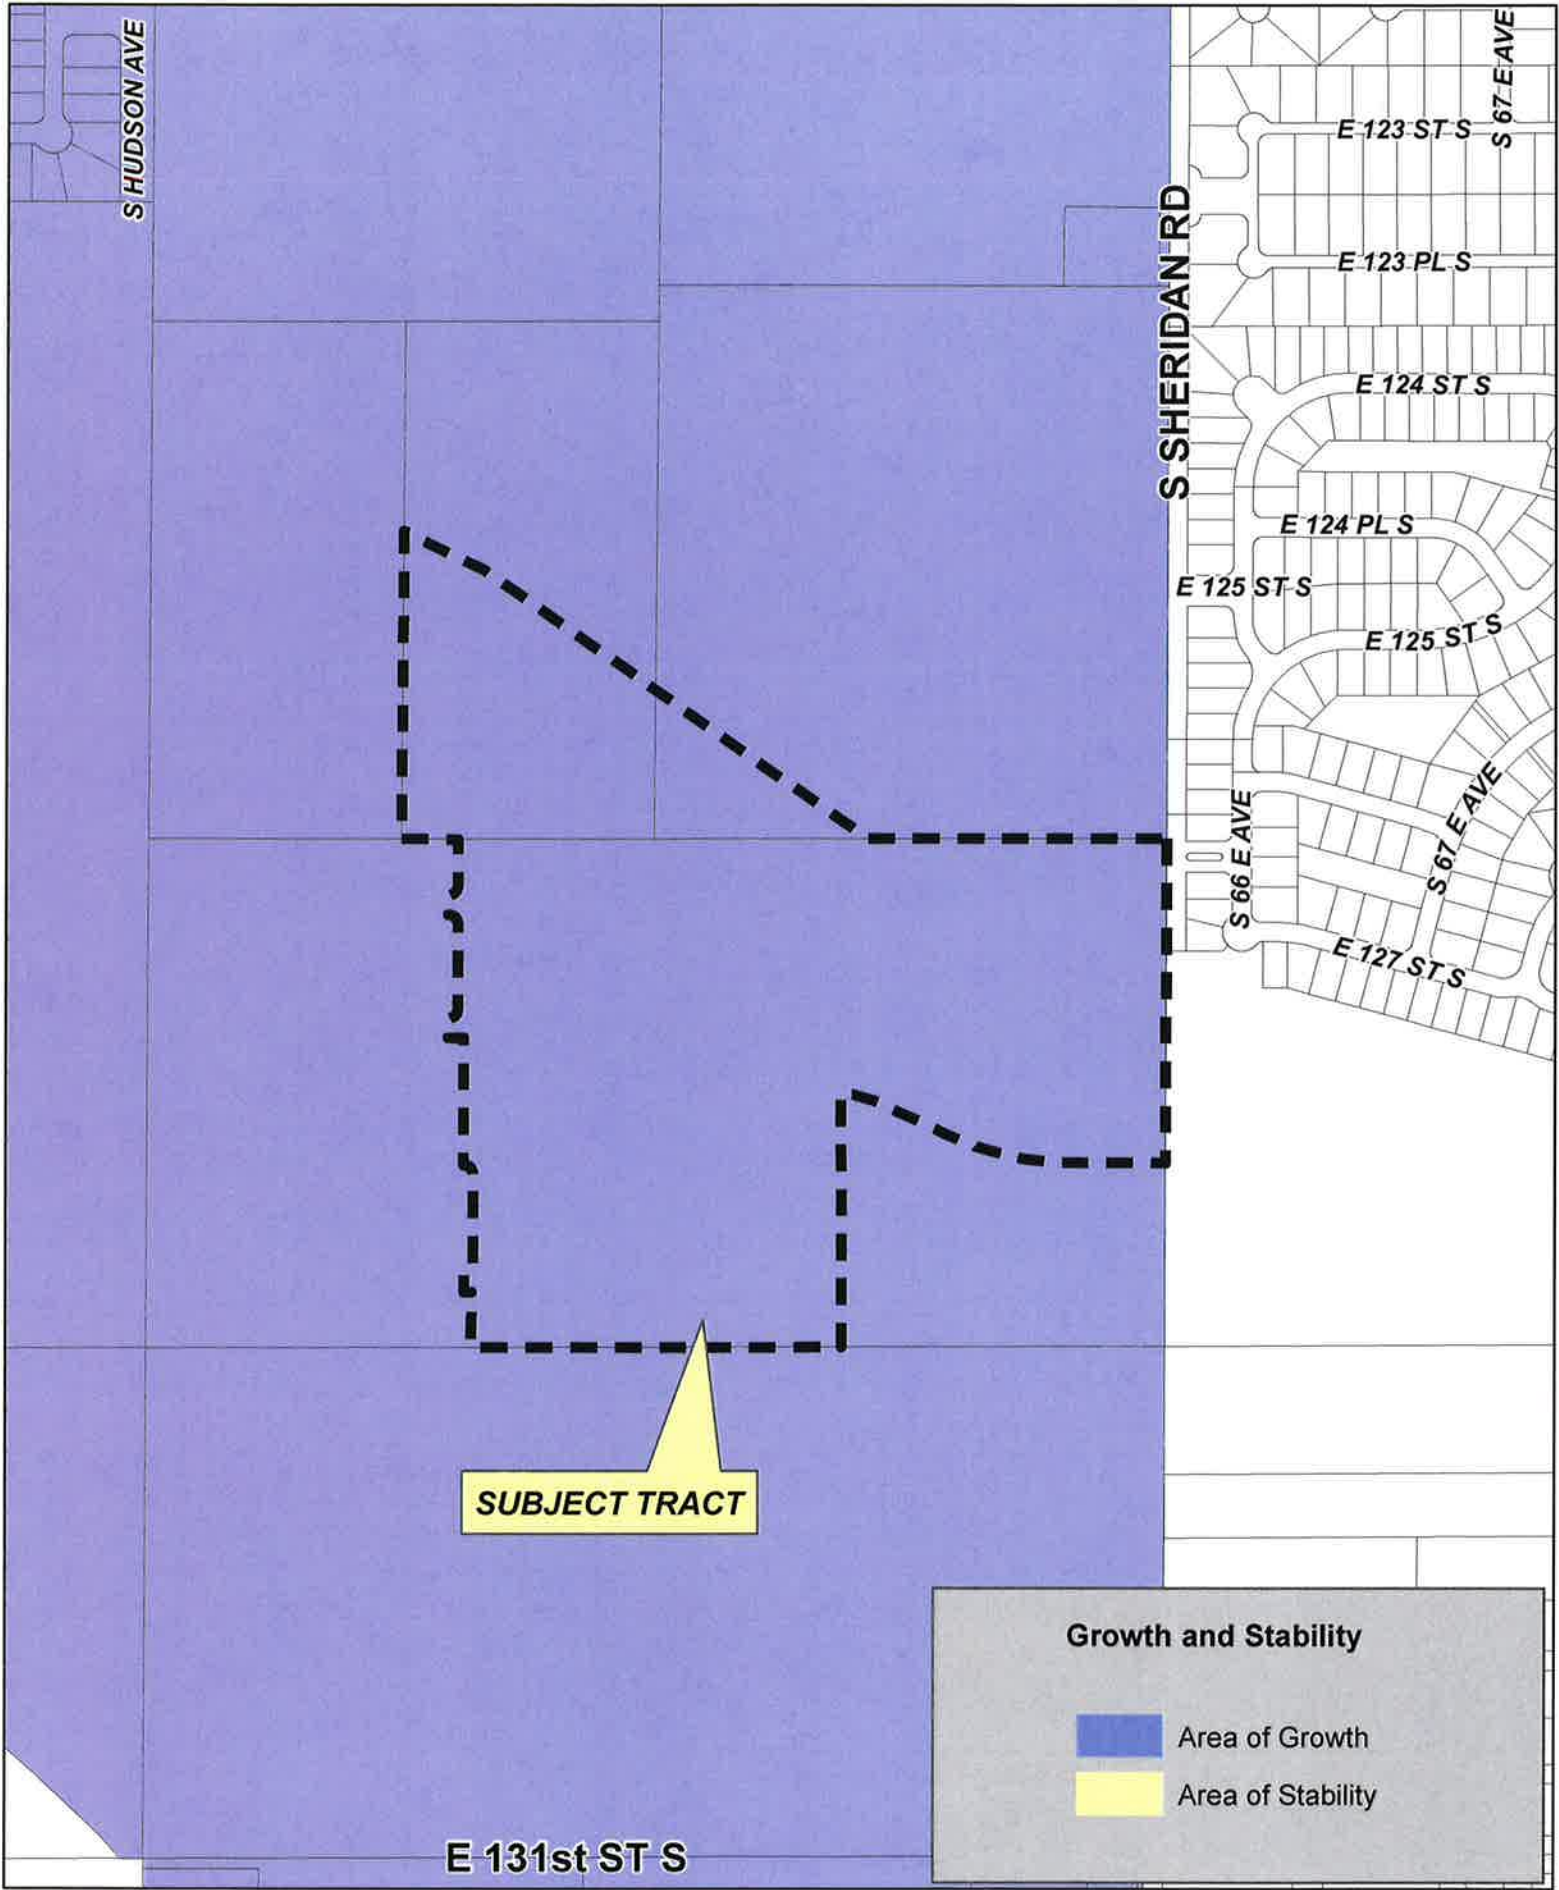 S HUDSON AVE
S 67 E AVE
E 123 ST S
E 123 PL S
S SHERIDAN RD
E 124 ST S
E 124 PL S
E 125 ST S
E 125 ST S
S 67 E AVE
S 66 E AVE
E 127 ST S
SUBJECT TRACT
Growth and Stability
Area of Growth
Area of Stability
E 131st ST S